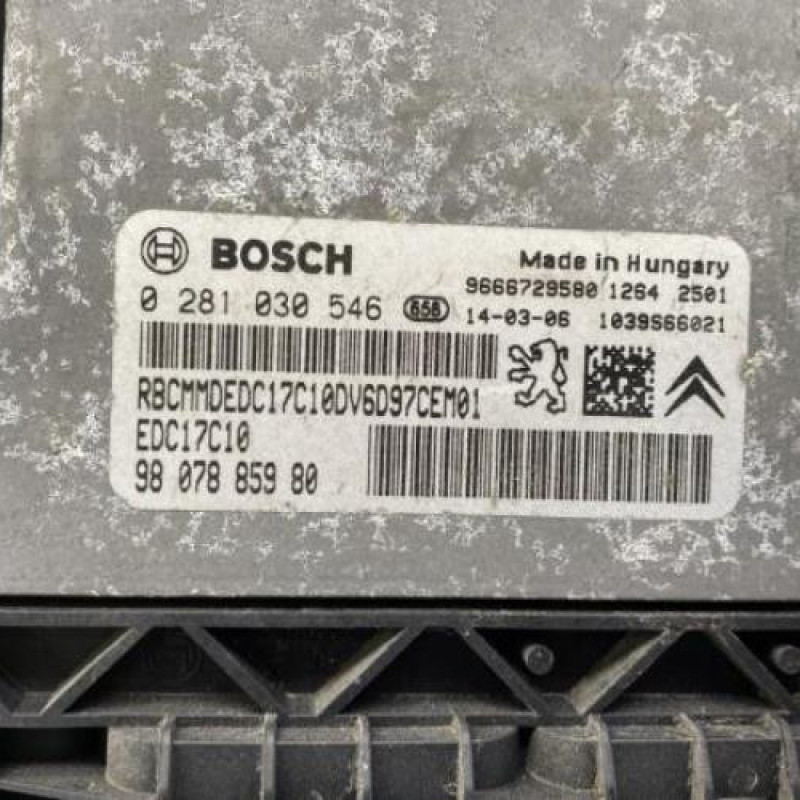 BOSCH
Made in Hungary
9666729580 1264 2501
0 281 030 546 658
14-03-06 1039S66021
RBCMMDEDC17C10DV6D97CEM01
EDC17C10
98 078 859 80